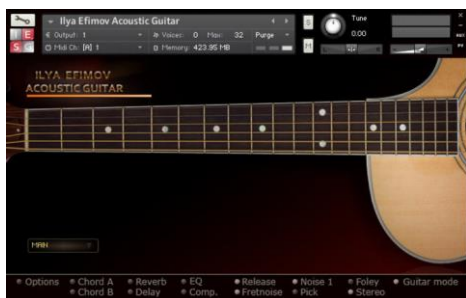 Ilya Efimov Acoustic Guitar
Output: 1 Voices: 0 Max: 32 Purge
Midi Ch: [A] 1 Memory: 423.95 MB
S
M
Tune
0.00
L R
ILYA EFIMOV
ACOUSTIC GUITAR
MAIN
Options Chord A Reverb EQ Release Noise 1 Foley Guitar mode
Chord B Delay Comp. Fretnoise Pick Stereo